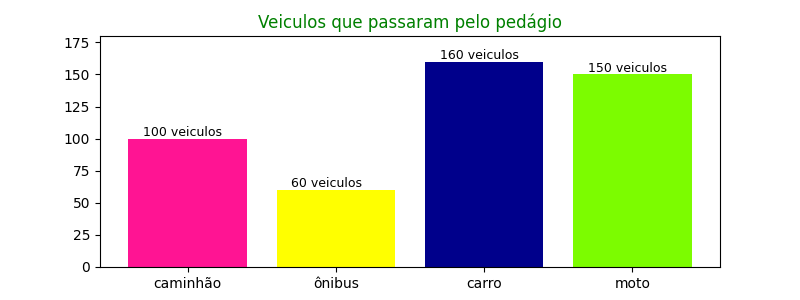 Veiculos que passaram pelo pedágio
175
150
125
100
75
50
25
0
100 veiculos
60 veiculos
160 veiculos
150 veiculos
caminhão
ônibus
carro
moto